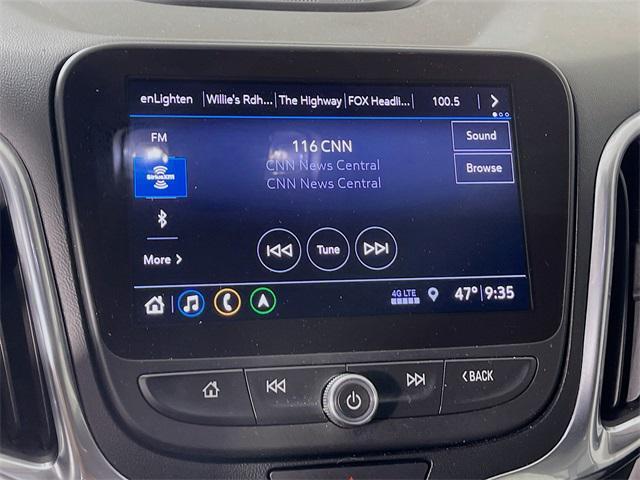 enLighten Willie's Rdh... The Highway FOX Headli... 100.5
FM
116 CNN
CNN News Central
CNN News Central
Sound
Browse
SiriusXM
More
Tune
4G LTE
47° 9:35
BACK